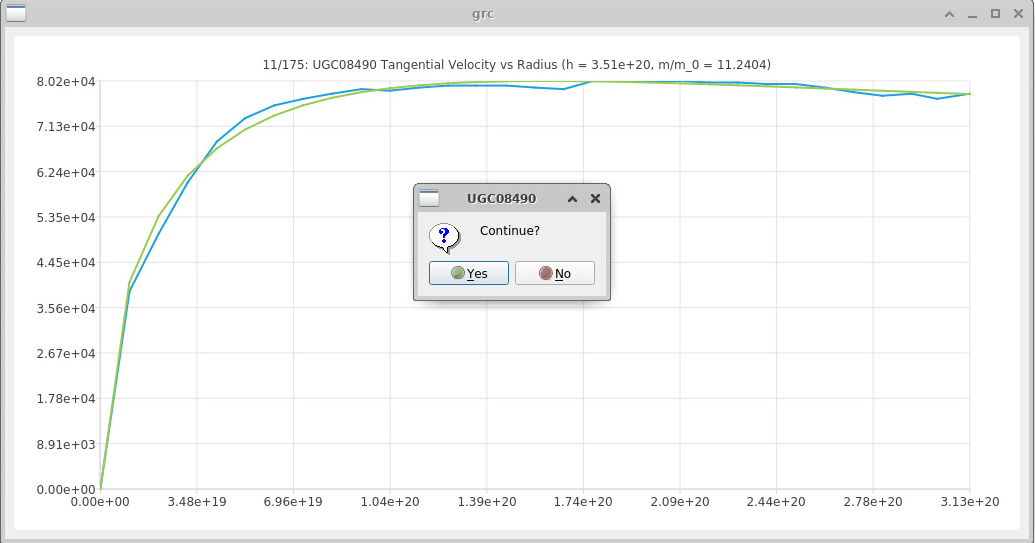 grc
11/175: UGC08490 Tangential Velocity vs Radius (h = 3.51e+20, m/m_0 = 11.2404)
8.02e+04
7.13e+04
6.24e+04
5.35e+04
4.45e+04
3.56e+04
2.67e+04
1.78e+04
8.91e+03
0.00e+00
UGC08490
?
Continue?
Yes No
0.00e+00 3.48e+19 6.96e+19 1.04e+20 1.39e+20 1.74e+20 2.09e+20 2.44e+20 2.78e+20 3.13e+20